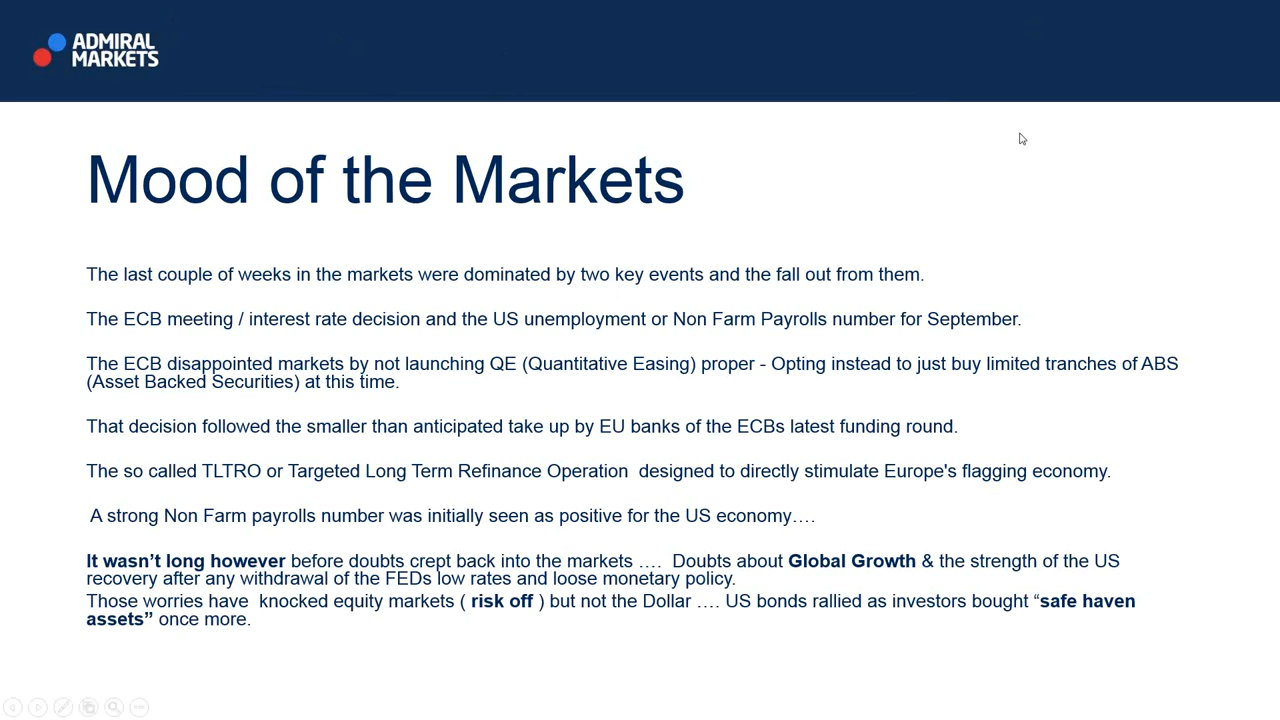 ADMIRAL
MARKETS
Mood of the Markets
The last couple of weeks in the markets were dominated by two key events and the fall out from them.
The ECB meeting / interest rate decision and the US unemployment or Non Farm Payrolls number for September.
The ECB disappointed markets by not launching QE (Quantitative Easing) proper - Opting instead to just buy limited tranches of ABS
(Asset Backed Securities) at this time.
That decision followed the smaller than anticipated take up by EU banks of the ECBs latest funding round.
The so called TLTRO or Targeted Long Term Refinance Operation  designed to directly stimulate Europe's flagging economy.
A strong Non Farm payrolls number was initially seen as positive for the US economy….
It wasn’t long however before doubts crept back into the markets ….  Doubts about Global Growth & the strength of the US
recovery after any withdrawal of the FEDs low rates and loose monetary policy.
Those worries have  knocked equity markets ( risk off ) but not the Dollar …. US bonds rallied as investors bought “safe haven
assets” once more.